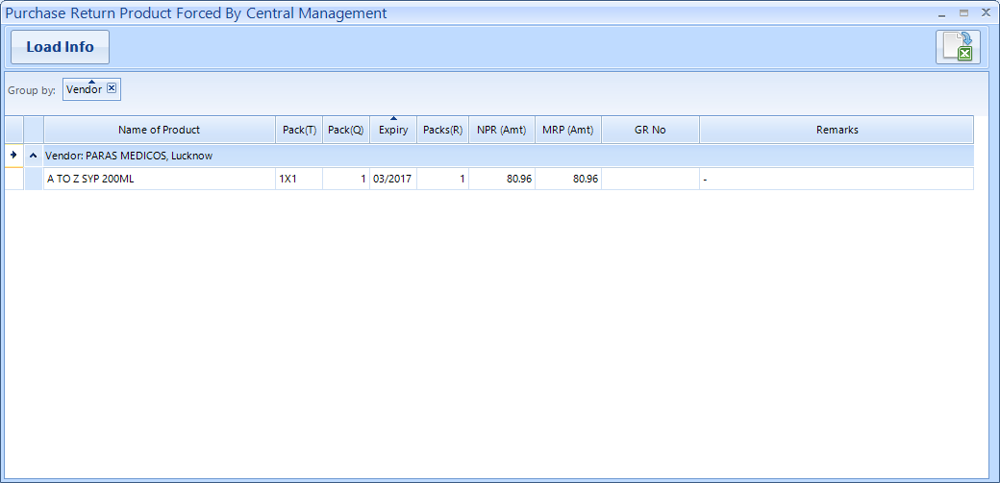 Purchase Return Product Forced By Central Management
Load Info
Group by: Vendor
Name of Product Pack(T) Pack(Q) Expiry Packs(R) NPR (Amt) MRP (Amt) GR No Remarks
Vendor: PARAS MEDICOS, Lucknow
A TO Z SYP 200ML 1X1 1 03/2017 1 80.96 80.96 -